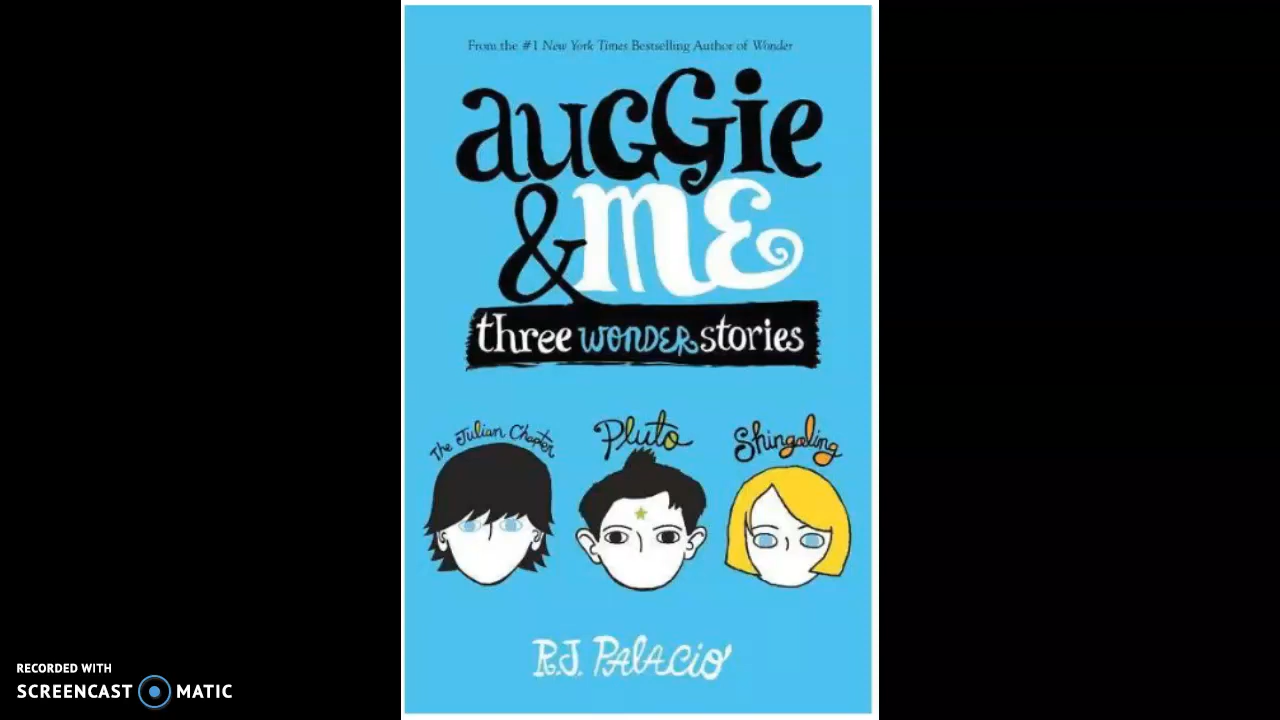 From the #1 New York Times Bestselling Author of Wonder
auGGie
& ME
three WONDER stories
The Julian Chapter
Pluto
Shingaling
R.J. PALACIO
RECORDED WITH
SCREENCAST MATIC